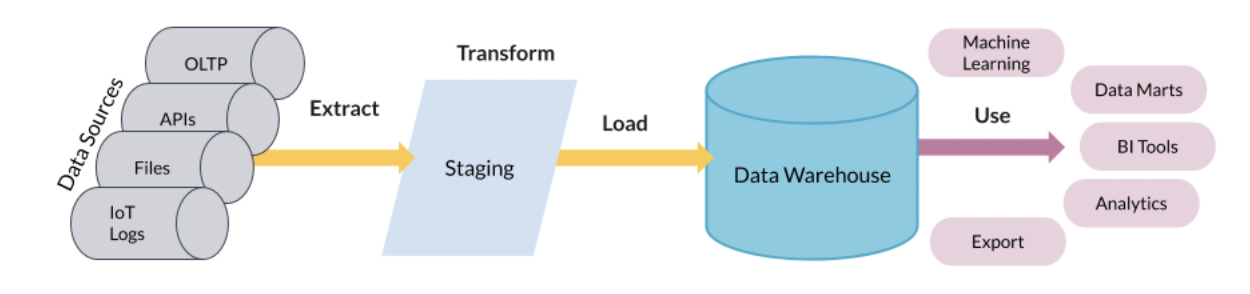 Data Sources
OLTP
APIs
Files
IoT
Logs
Extract
Transform
Staging
Load
Data Warehouse
Use
Machine
Learning
Data Marts
BI Tools
Analytics
Export